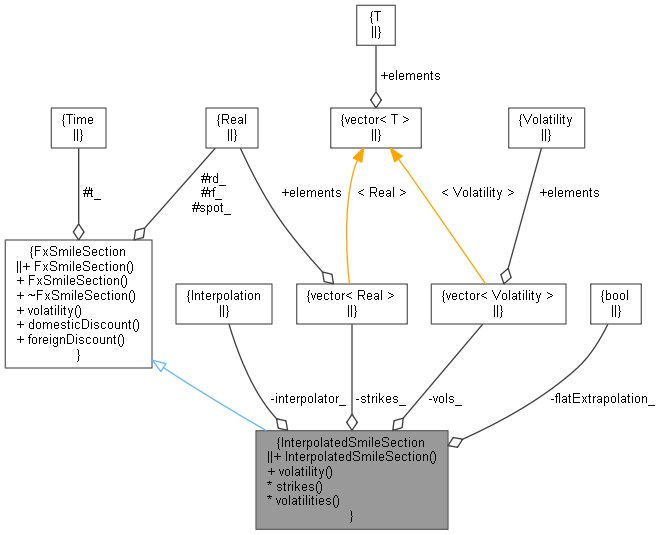 {T
||}
+elements
{Time
||}
{Real
||}
{vector< T >
||}
{Volatility
||}
#t_
#rd_
#rf_
#spot_
+elements
< Real >
< Volatility >
+elements
{FxSmileSection
||+ FxSmileSection()
+ FxSmileSection()
+ ~FxSmileSection()
+ volatility()
+ domesticDiscount()
+ foreignDiscount()
}
{Interpolation
||}
{vector< Real >
||}
{vector< Volatility >
||}
{bool
||}
-interpolator_
-strikes_
-vols_
-flatExtrapolation_
{InterpolatedSmileSection
||+ InterpolatedSmileSection()
+ volatility()
* strikes()
* volatilities()
}